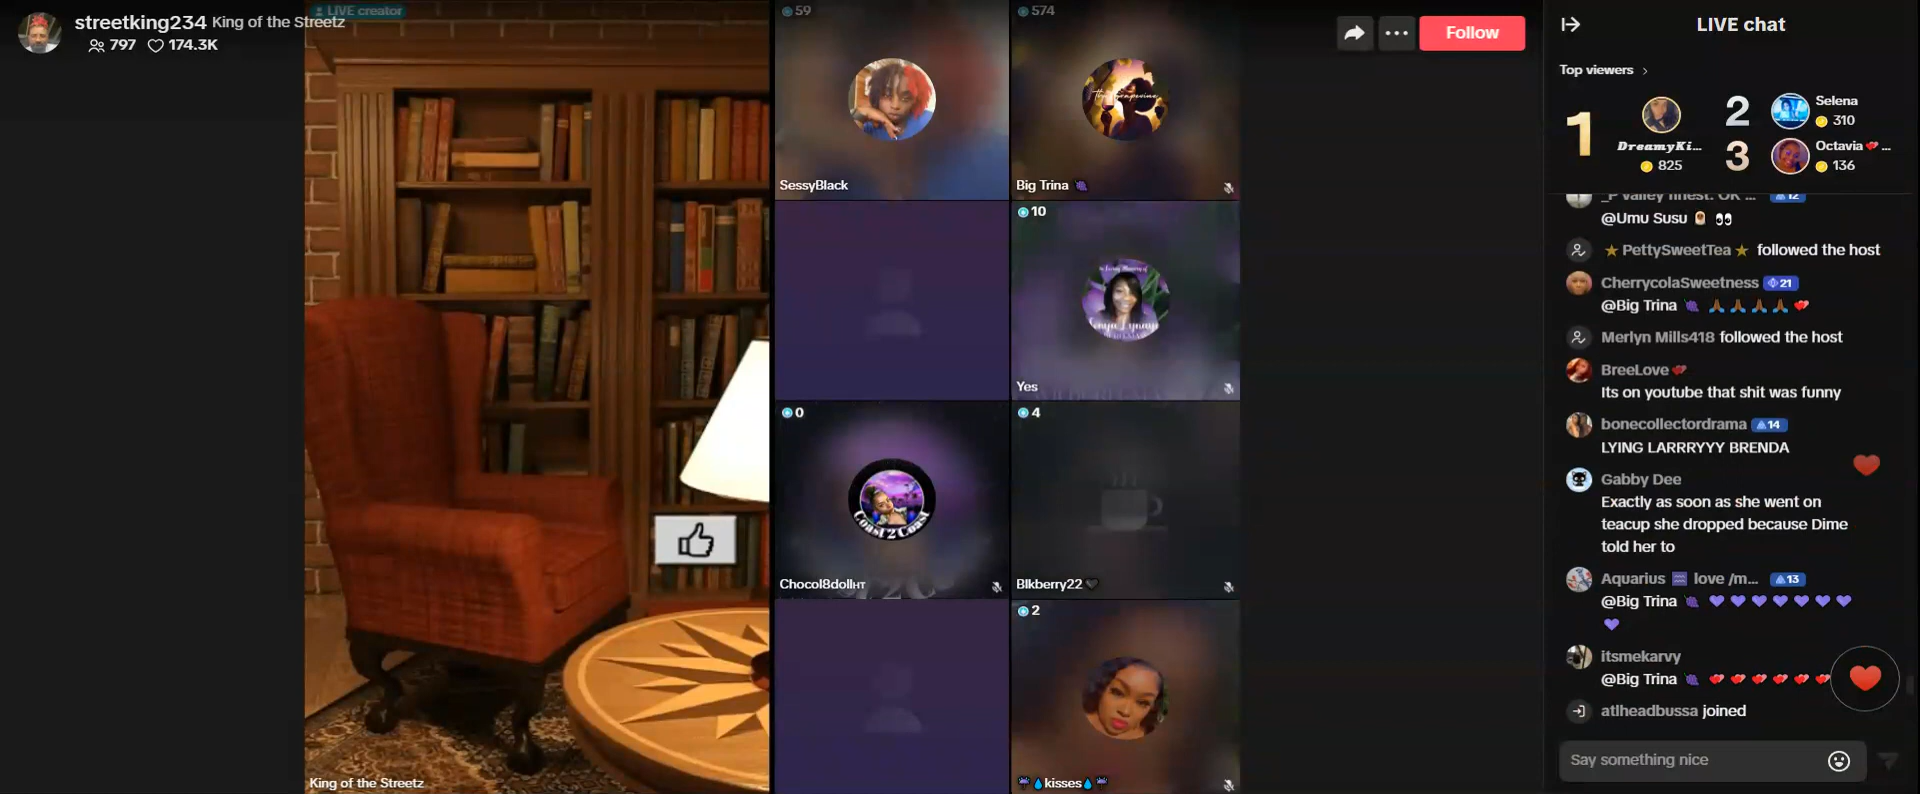 streetking234 King of the Streetz
797 174.3K
LIVE creator
59
SessyBlack
574
Big Trina
10
Yes
0
Coast 2 Coast
Chocol8dollHT
4
Blkberry22
2
kisses
King of the Streetz
Follow
LIVE chat
Top viewers >
1
DreamyKi...
825
2
Selena
310
3
Octavia ...
136
@Umu Susu
PettySweetTea followed the host
CherrycolaSweetness 21
@Big Trina
Merlyn Mills418 followed the host
BreeLove
Its on youtube that shit was funny
bonecollectordrama 14
LYING LARRRYYY BRENDA
Gabby Dee
Exactly as soon as she went on
teacup she dropped because Dime
told her to
Aquarius love /m... 13
@Big Trina
itsmekarvy
@Big Trina
atlheadbussa joined
Say something nice